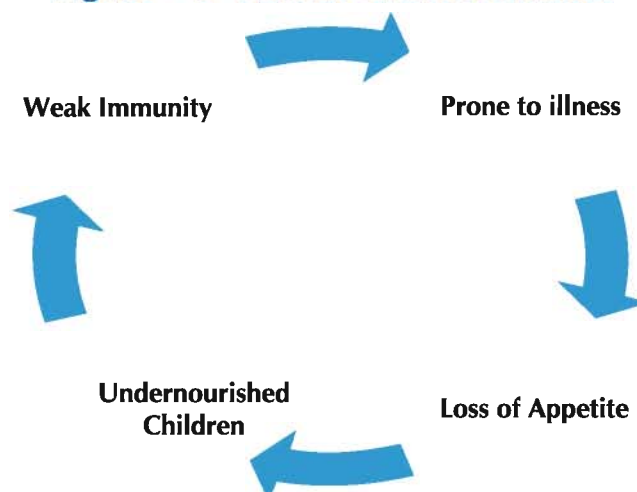 Weak Immunity
Prone to illness
Undernourished
Children
Loss of Appetite